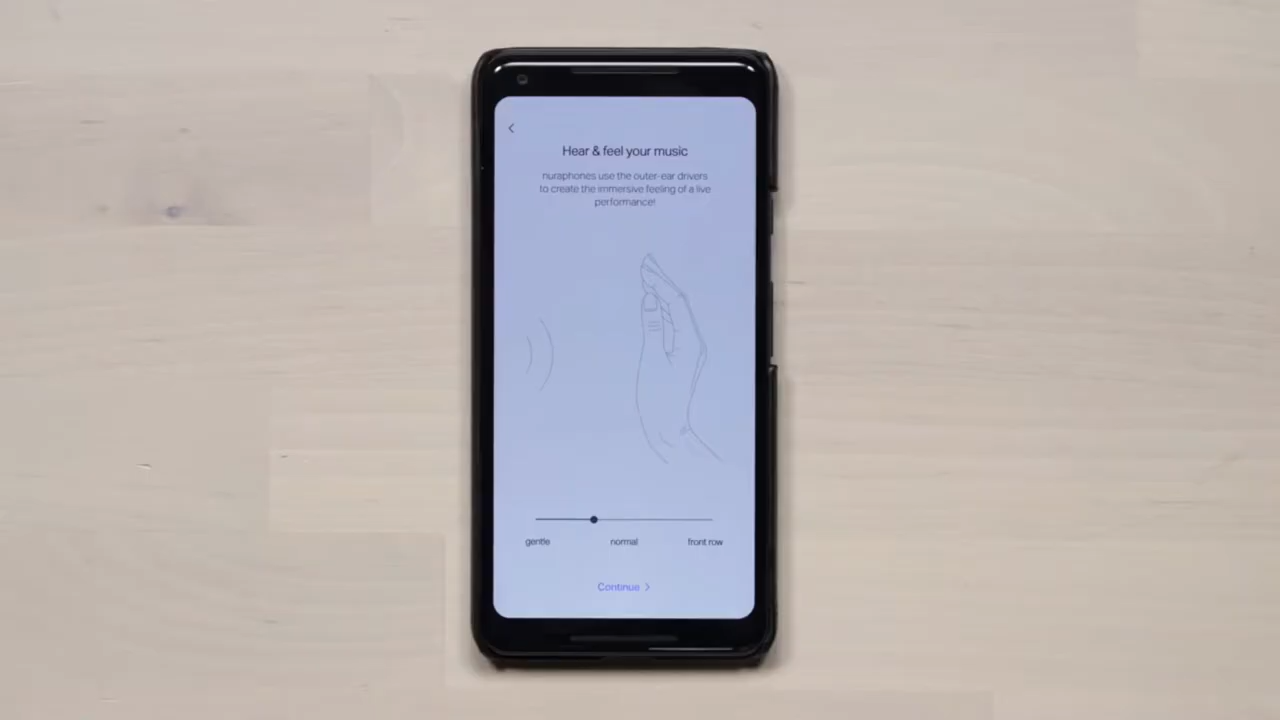 Hear & feel your music
nuraphones use the outer-ear drivers
to create the immersive feeling of a live
performance!
gentle
normal
front row
Continue